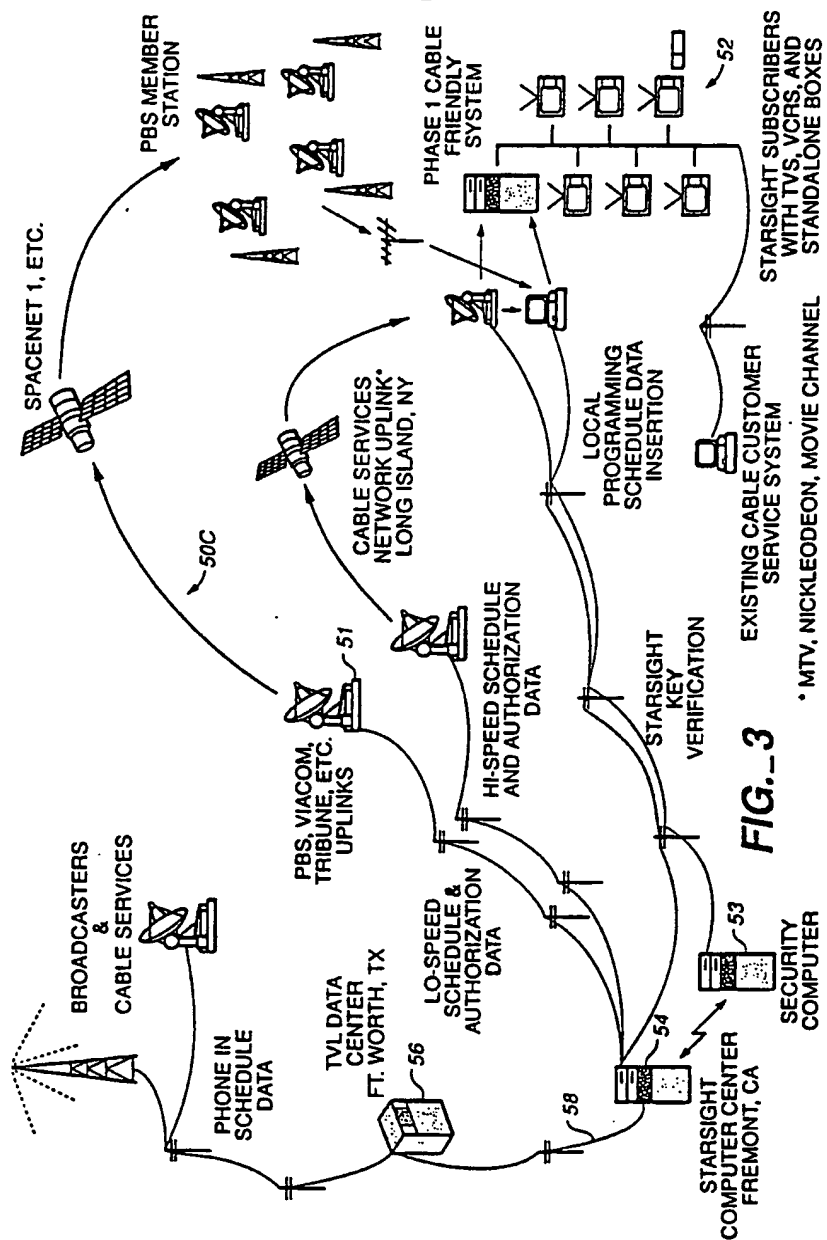 BROADCASTERS
&
CABLE SERVICES
PHONE IN
SCHEDULE
DATA
TVL DATA
CENTER
FT. WORTH, TX
56
58
STARSIGHT
COMPUTER CENTER
FREMONT, CA
54
53
SECURITY
COMPUTER
LO-SPEED
SCHEDULE &
AUTHORIZATION
DATA
PBS, VIACOM,
TRIBUNE, ETC.
UPLINKS
51
50C
HI-SPEED SCHEDULE
AND AUTHORIZATION
DATA
STARSIGHT
KEY
VERIFICATION
SPACENET 1, ETC.
CABLE SERVICES
NETWORK UPLINK*
LONG ISLAND, NY
LOCAL
PROGRAMMING
SCHEDULE DATA
INSERTION
EXISTING CABLE CUSTOMER
SERVICE SYSTEM
PBS MEMBER
STATION
PHASE 1 CABLE
FRIENDLY
SYSTEM
52
STARSIGHT SUBSCRIBERS
WITH TVS, VCRS, AND
STANDALONE BOXES
* MTV, NICKLEODEON, MOVIE CHANNEL
FIG._3